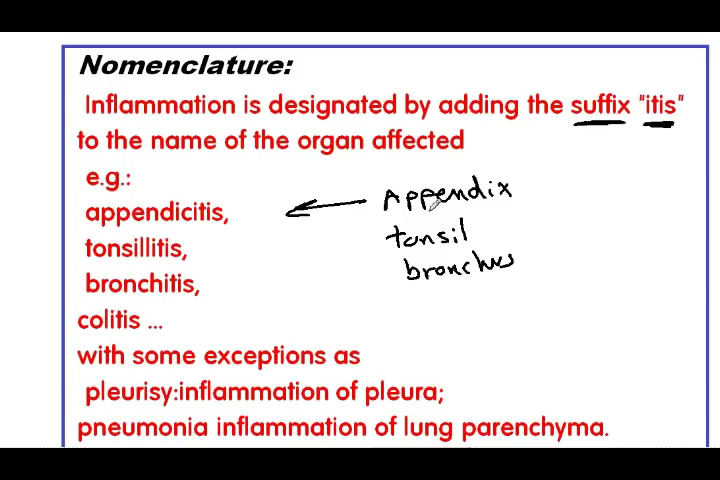 Nomenclature:
Inflammation is designated by adding the suffix "itis"
to the name of the organ affected
e.g.:
appendicitis,
Appendix
tonsillitis,
tonsil
bronchitis,
bronchus
colitis ...
with some exceptions as
pleurisy:inflammation of pleura;
pneumonia inflammation of lung parenchyma.